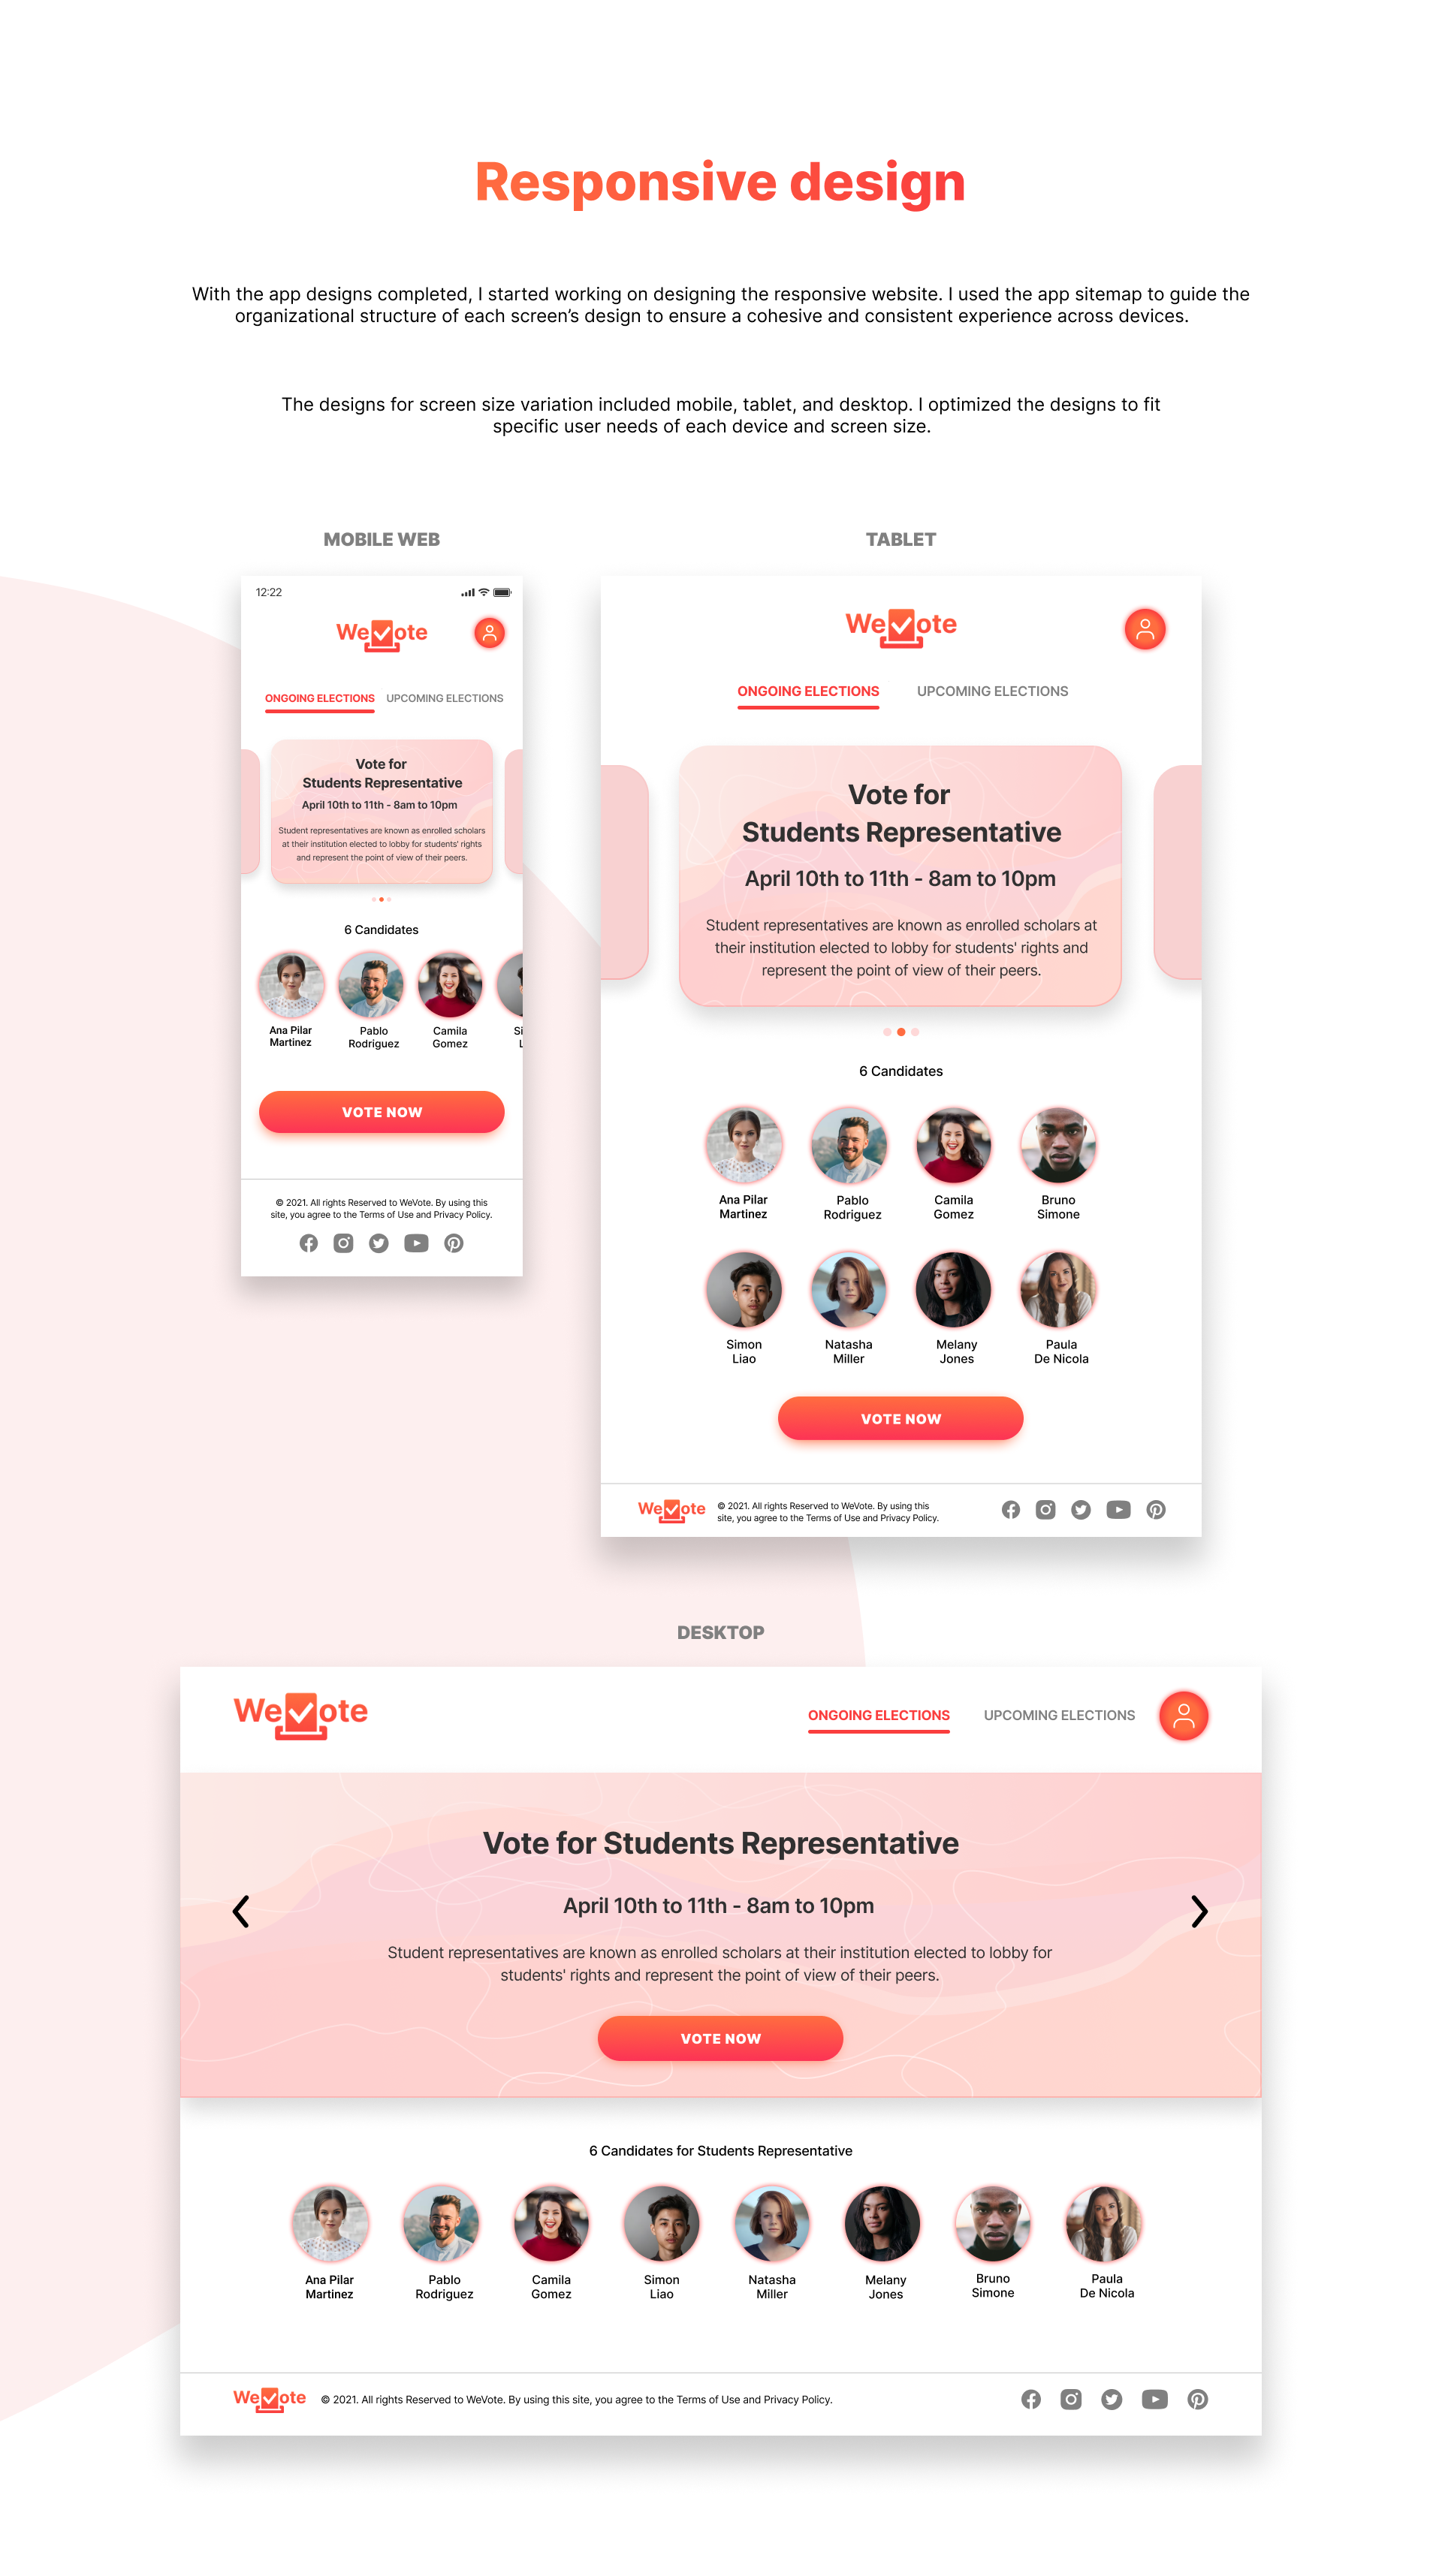 Responsive design
With the app designs completed, I started working on designing the responsive website. I used the app sitemap to guide the
organizational structure of each screen’s design to ensure a cohesive and consistent experience across devices.
The designs for screen size variation included mobile, tablet, and desktop. I optimized the designs to fit
specific user needs of each device and screen size.
MOBILE WEB
12:22
WeVote
ONGOING ELECTIONS UPCOMING ELECTIONS
Vote for
Students Representative
April 10th to 11th - 8am to 10pm
Student representatives are known as enrolled scholars
at their institution elected to lobby for students' rights
and represent the point of view of their peers.
6 Candidates
Ana Pilar
Martinez
Pablo
Rodriguez
Camila
Gomez
Si
L
VOTE NOW
© 2021. All rights Reserved to WeVote. By using this
site, you agree to the Terms of Use and Privacy Policy.
TABLET
WeVote
ONGOING ELECTIONS UPCOMING ELECTIONS
Vote for
Students Representative
April 10th to 11th - 8am to 10pm
Student representatives are known as enrolled scholars at
their institution elected to lobby for students' rights and
represent the point of view of their peers.
6 Candidates
Ana Pilar
Martinez
Pablo
Rodriguez
Camila
Gomez
Bruno
Simone
Simon
Liao
Natasha
Miller
Melany
Jones
Paula
De Nicola
VOTE NOW
WeVote
© 2021. All rights Reserved to WeVote. By using this
site, you agree to the Terms of Use and Privacy Policy.
DESKTOP
WeVote
ONGOING ELECTIONS UPCOMING ELECTIONS
Vote for Students Representative
April 10th to 11th - 8am to 10pm
Student representatives are known as enrolled scholars at their institution elected to lobby for
students' rights and represent the point of view of their peers.
VOTE NOW
6 Candidates for Students Representative
Ana Pilar
Martinez
Pablo
Rodriguez
Camila
Gomez
Simon
Liao
Natasha
Miller
Melany
Jones
Bruno
Simone
Paula
De Nicola
WeVote
© 2021. All rights Reserved to WeVote. By using this site, you agree to the Terms of Use and Privacy Policy.